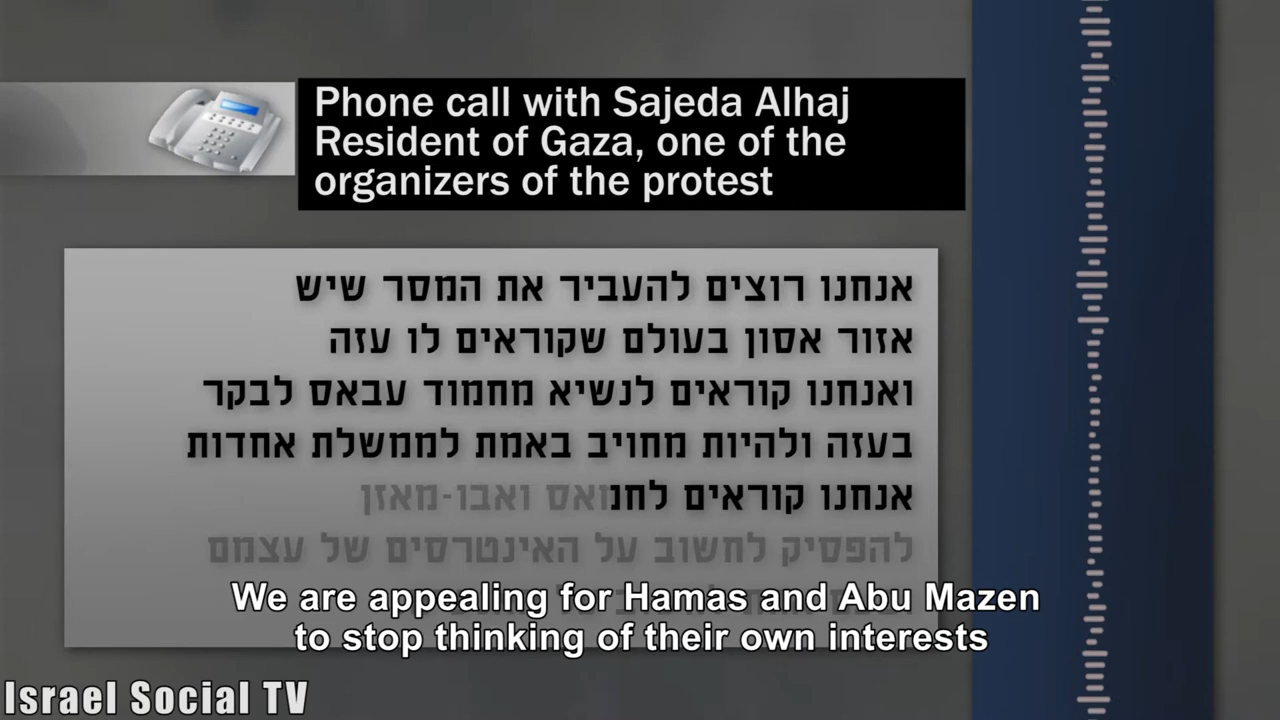 Phone call with Sajeda Alhaj
Resident of Gaza, one of the
organizers of the protest
אנחנו רוצים להעביר את המסר שיש
אזור אסון בעולם שקוראים לו עזה
ואנחנו קוראים לנשיא מחמוד עבאס לבקר
בעזה ולהיות מחויב באמת לממשלת אחדות
אנחנו קוראים לחמאס ואבו-מאזן
להפסיק לחשוב על האינטרסים של עצמם
We are appealing for Hamas and Abu Mazen
to stop thinking of their own interests
Israel Social TV